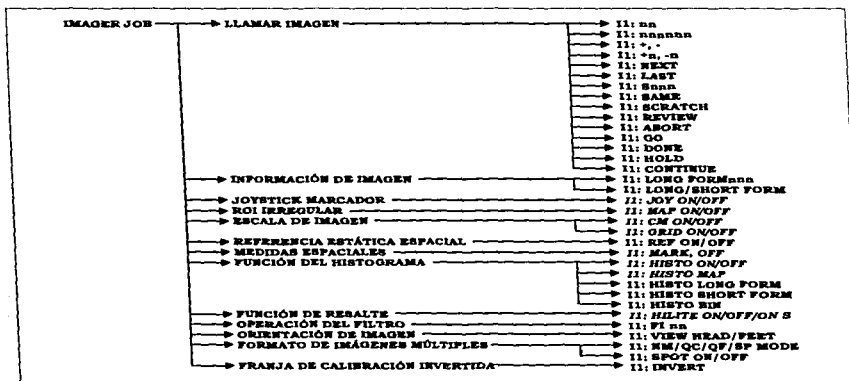 IMAGER JOB LLAMAR IMAGEN I1: nn
I1: nnnnnn
I1: +, -
I1: +n, -n
I1: NEXT
I1: LAST
I1: Snnn
I1: SAME
I1: SCRATCH
I1: REVIEW
I1: ABORT
I1: GO
I1: DONE
I1: HOLD
I1: CONTINUE
INFORMACIÓN DE IMAGEN I1: LONG FORMnnn
I1: LONG/SHORT FORM
JOYSTICK MARCADOR I1: JOY ON/OFF
ROI IRREGULAR I1: MAP ON/OFF
ESCALA DE IMAGEN I1: CM ON/OFF
I1: GRID ON/OFF
REFERENCIA ESTÁTICA ESPACIAL I1: REF ON/OFF
MEDIDAS ESPACIALES I1: MARK, OFF
FUNCIÓN DEL HISTOGRAMA I1: HISTO ON/OFF
I1: HISTO MAP
I1: HISTO LONG FORM
I1: HISTO SHORT FORM
I1: HISTO BIN
FUNCIÓN DE RESALTE I1: HILITE ON/OFF/ON S
OPERACIÓN DEL FILTRO I1: FI nn
ORIENTACIÓN DE IMAGEN I1: VIEW HEAD/FEET
FORMATO DE IMÁGENES MÚLTIPLES I1: NM/QC/QF/SP MODE
I1: SPOT ON/OFF
FRANJA DE CALIBRACIÓN INVERTIDA I1: INVERT